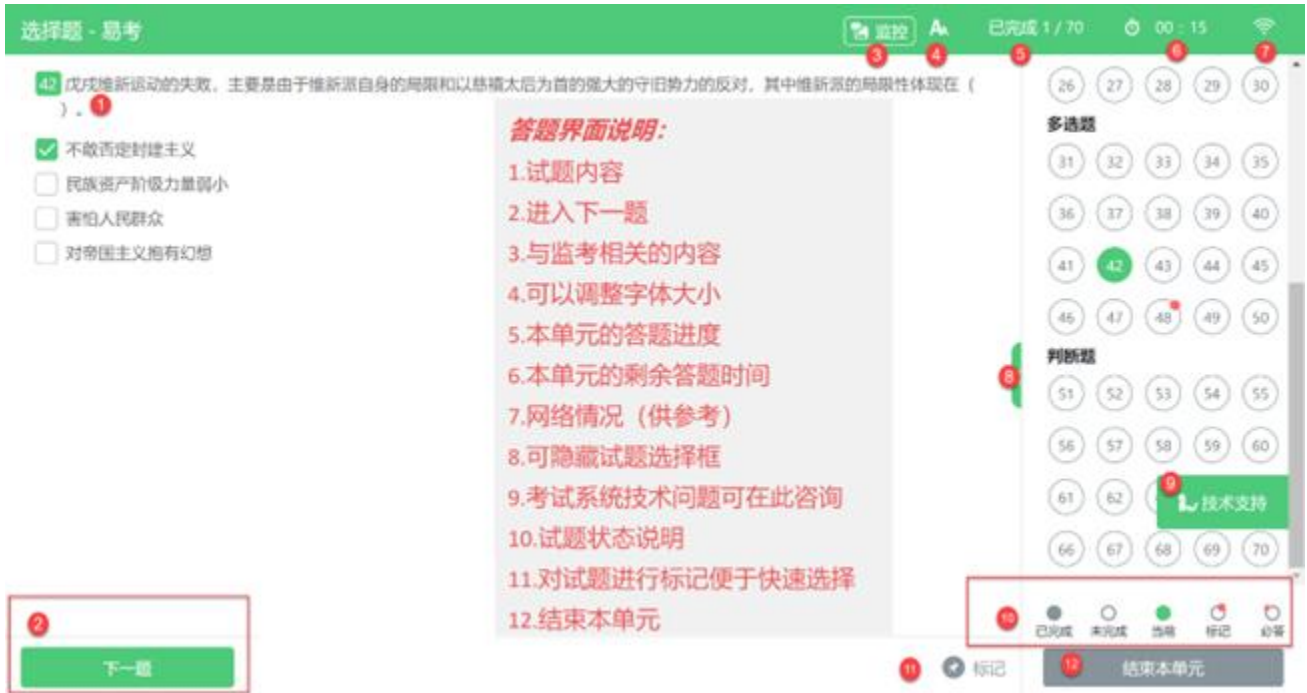 选择题 - 易考
监控
已完成 1 / 70
00 : 15
3
4
5
6
7
42 戊戌维新运动的失败，主要是由于维新派自身的局限和以慈禧太后为首的强大的守旧势力的反对，其中维新派的局限性体现在（
）。
1
不敢否定封建主义
民族资产阶级力量弱小
害怕人民群众
对帝国主义抱有幻想
答题界面说明：
1.试题内容
2.进入下一题
3.与监考相关的内容
4.可以调整字体大小
5.本单元的答题进度
6.本单元的剩余答题时间
7.网络情况（供参考）
8.可隐藏试题选择框
9.考试系统技术问题可在此咨询
10.试题状态说明
11.对试题进行标记便于快速选择
12.结束本单元
26 27 28 29 30
多选题
31 32 33 34 35
36 37 38 39 40
41 42 43 44 45
46 47 48 49 50
判断题
8
51 52 53 54 55
56 57 58 59 60
61 62
9
技术支持
66 67 68 69 70
10
已完成 未完成 当前 标记 必答
2
下一题
11 标记
12 结束本单元